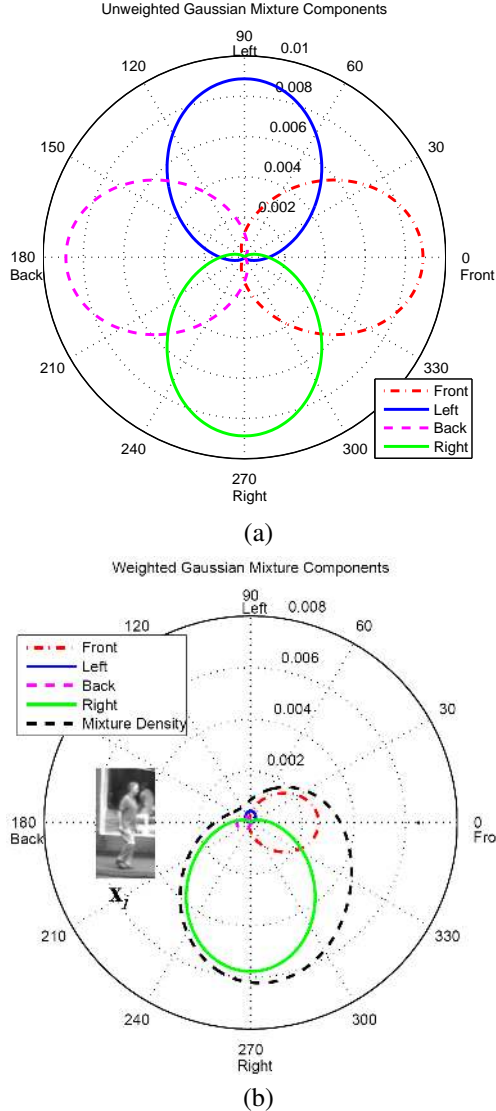 Unweighted Gaussian Mixture Components
90
Left
0.01
120
60
0.008
0.006
150
30
0.004
0.002
180
Back
0
Front
210
330
240
300
270
Right
Front
Left
Back
Right
(a)
Weighted Gaussian Mixture Components
90
Left
0.008
120
60
0.006
Front
Left
Back
Right
Mixture Density
0.004
30
0.002
180
Back
0
Fro
x_i
210
330
240
300
270
Right
(b)